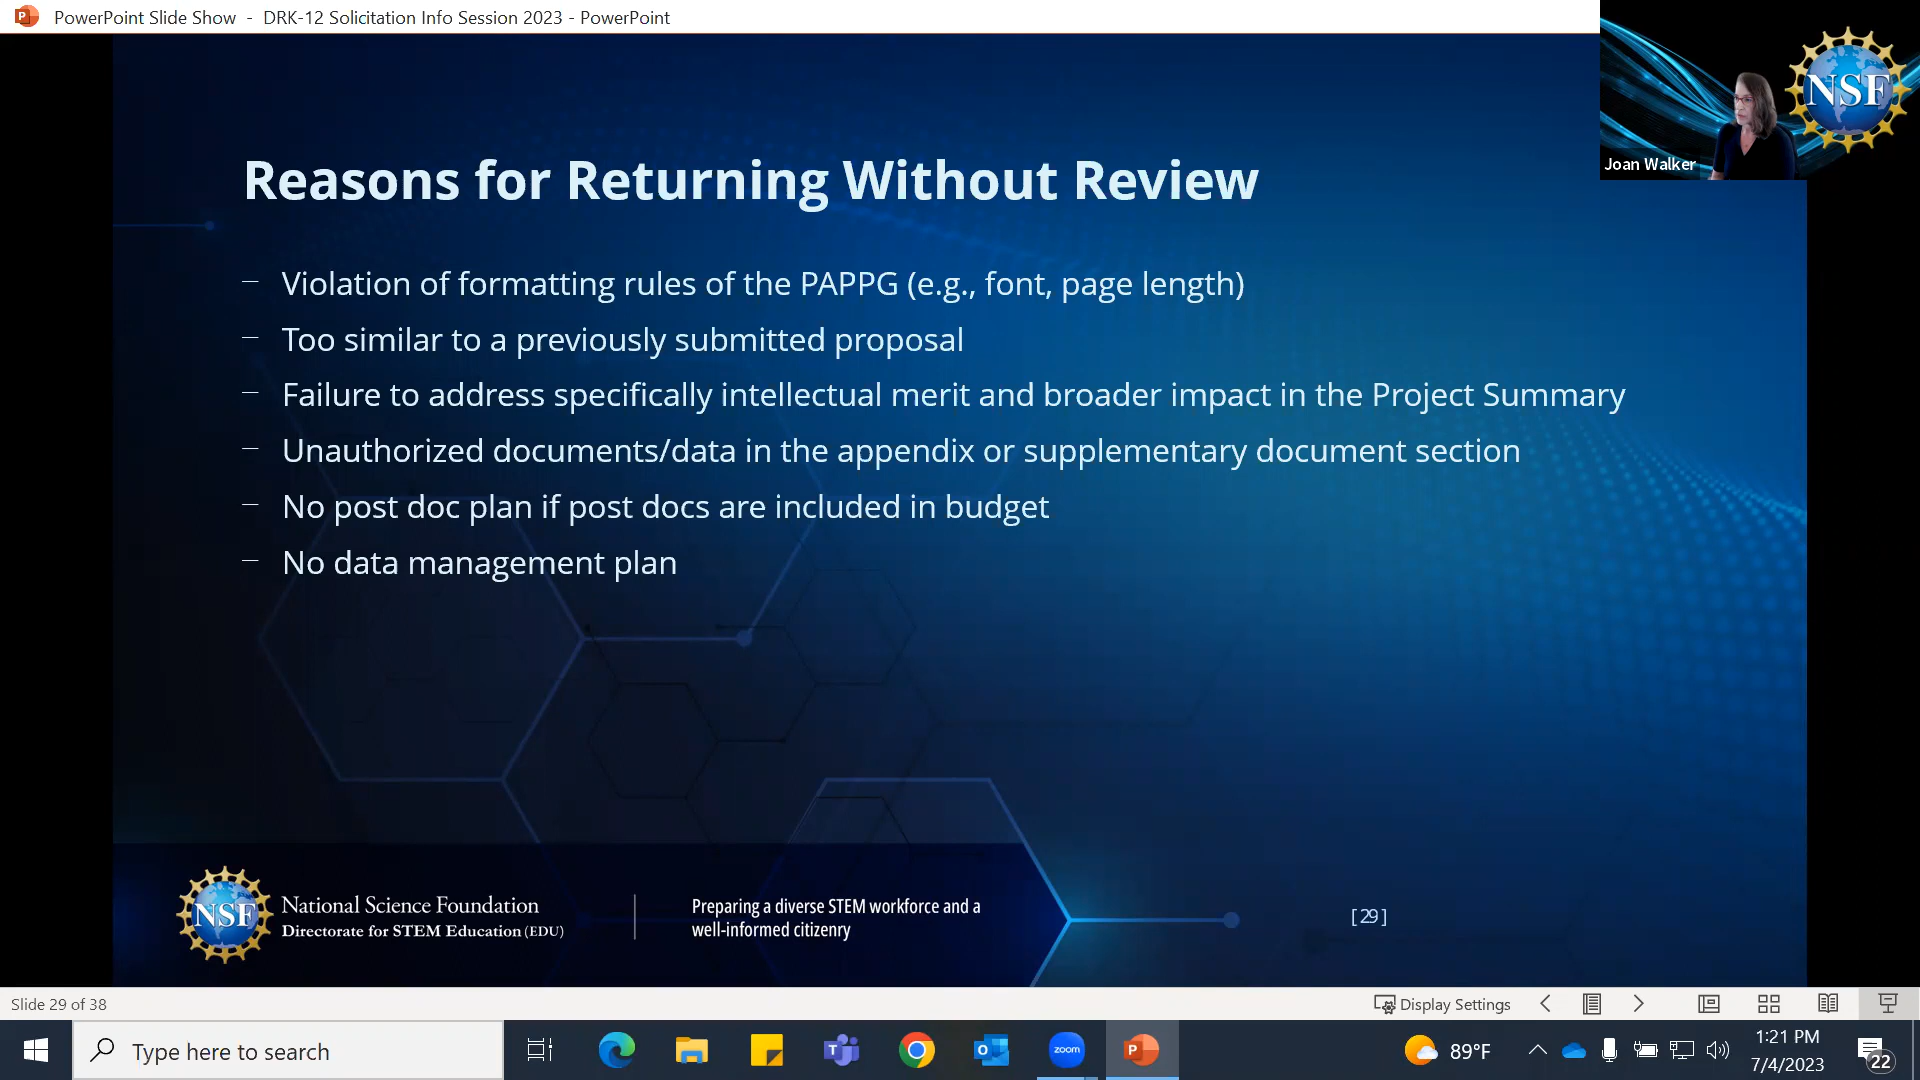 PowerPoint Slide Show - DRK-12 Solicitation Info Session 2023 - PowerPoint
NSF
Joan Walker
Reasons for Returning Without Review
– Violation of formatting rules of the PAPPG (e.g., font, page length)
– Too similar to a previously submitted proposal
– Failure to address specifically intellectual merit and broader impact in the Project Summary
– Unauthorized documents/data in the appendix or supplementary document section
– No post doc plan if post docs are included in budget
– No data management plan
NSF
National Science Foundation
Directorate for STEM Education (EDU)
Preparing a diverse STEM workforce and a
well-informed citizenry
[29]
Slide 29 of 38
Display Settings
Type here to search
zoom
89°F
1:21 PM
7/4/2023
22